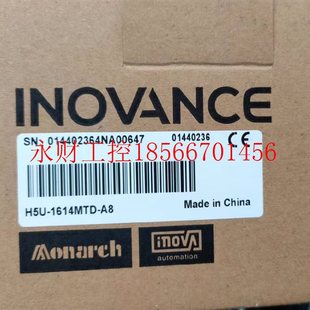 INOVANCE
SN: 014402364NA00647
01440236
CE
永财工控18566701456
H5U-1614MTD-A8
Made in China
Monarch
inova
automation